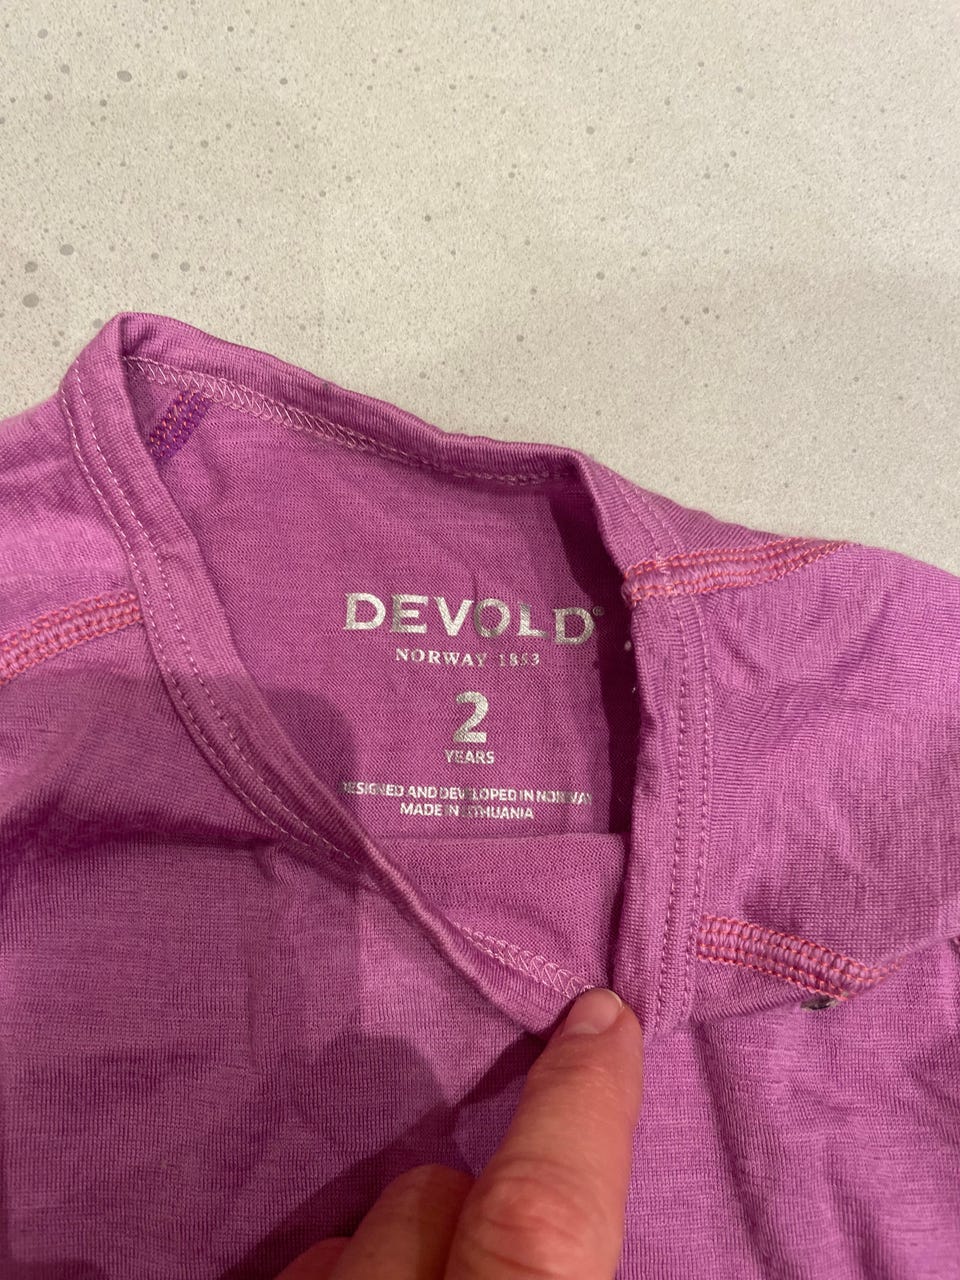 DEVOLD®
NORWAY 1853
2
YEARS
DESIGNED AND DEVELOPED IN NORWAY
MADE IN LITHUANIA